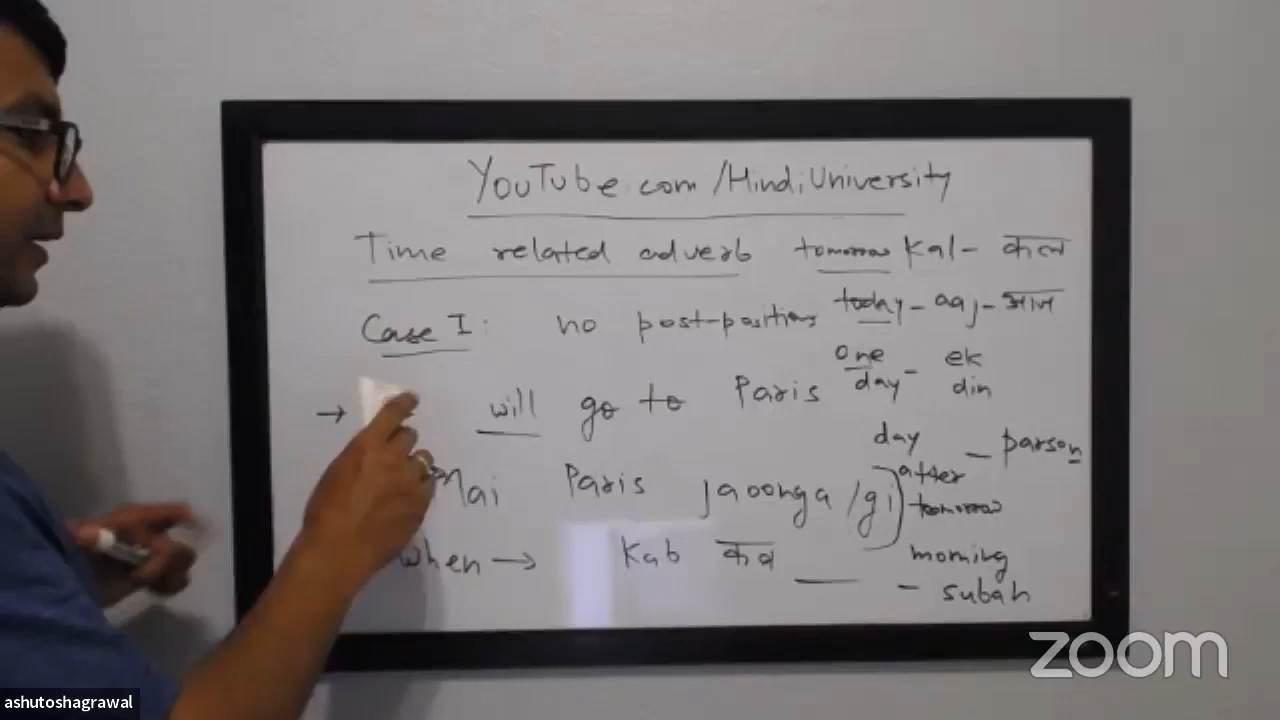 YouTube.com/HindiUniversity
Time related adverb tomorrow Kal - कल
Case I: no post-positions today - aaj - आज
one day - ek din
→ will go to Paris
day after tomorrow - parson
Mai Paris jaoonga/gi
when → Kab कब
morning - subah
zoom
ashutoshagrawal